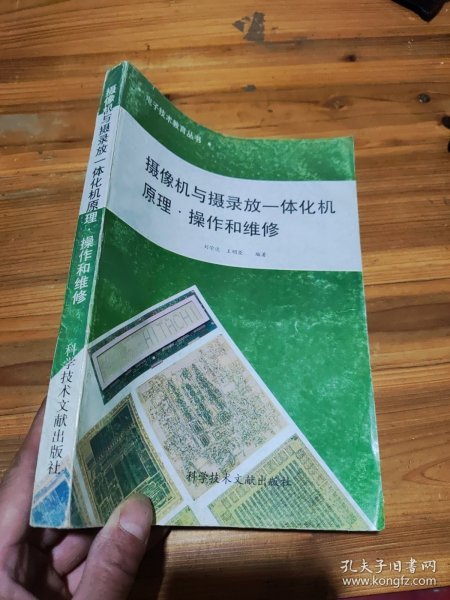 电子技术教育丛书
摄像机与摄录放一体化机
原理·操作和维修
编著
科学技术文献出版社
摄像机与摄录放一体化机原理·操作和维修
科学技术文献出版社
HITACHI
孔夫子旧书网
www.kongfz.com